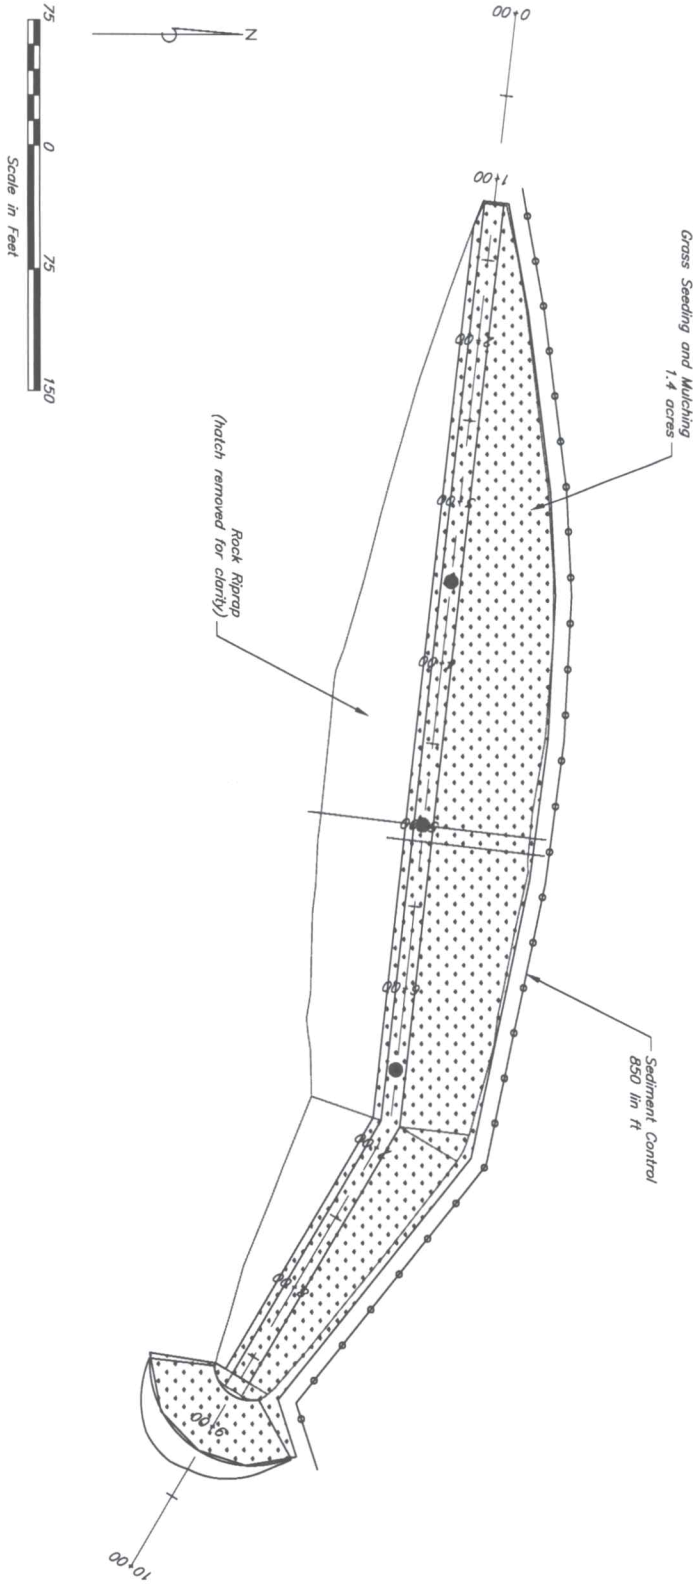 0+00
1+00
2+00
3+00
4+00
5+00
6+00
7+00
8+00
9+00
10+00
Grass Seeding and Mulching
1.4 acres
Rock Riprap
(hatch removed for clarity)
Sediment Control
850 lin ft
N
75 0 75 150
Scale in Feet